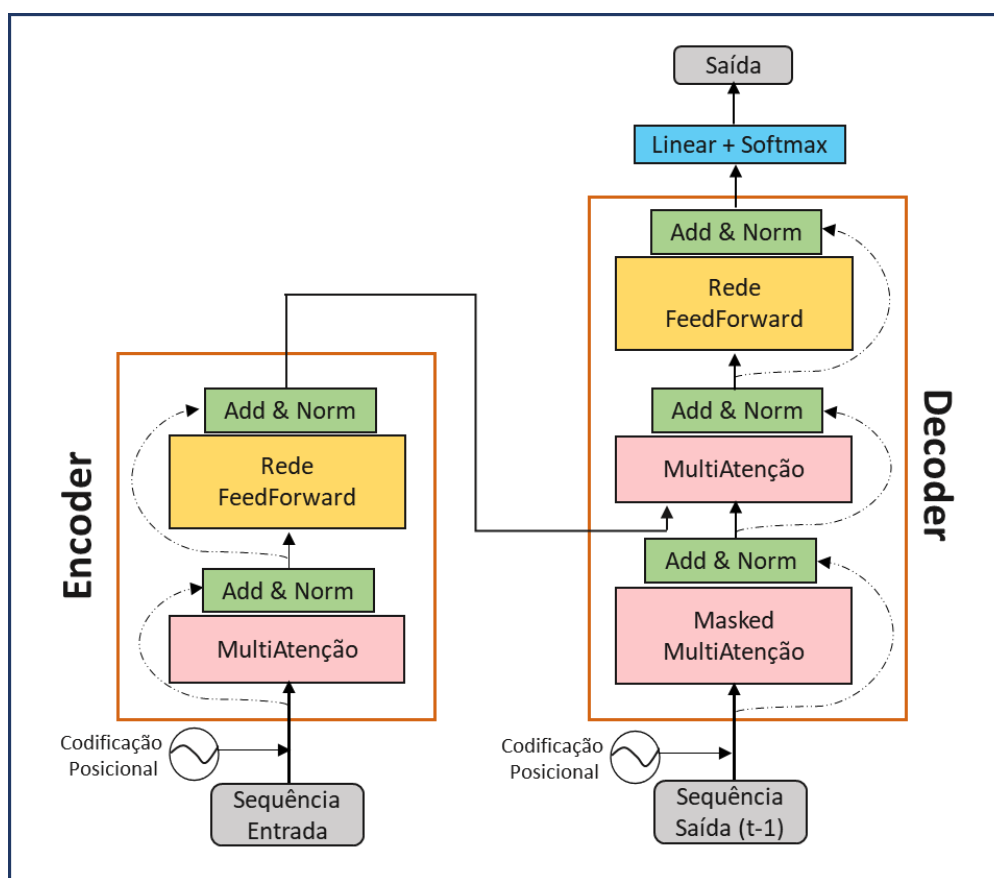 Saída
Linear + Softmax
Add & Norm
Rede
FeedForward
Add & Norm
MultiAtenção
Add & Norm
Masked
MultiAtenção
Decoder
Codificação
Posicional
Sequência
Saída (t-1)
Encoder
Add & Norm
Rede
FeedForward
Add & Norm
MultiAtenção
Codificação
Posicional
Sequência
Entrada